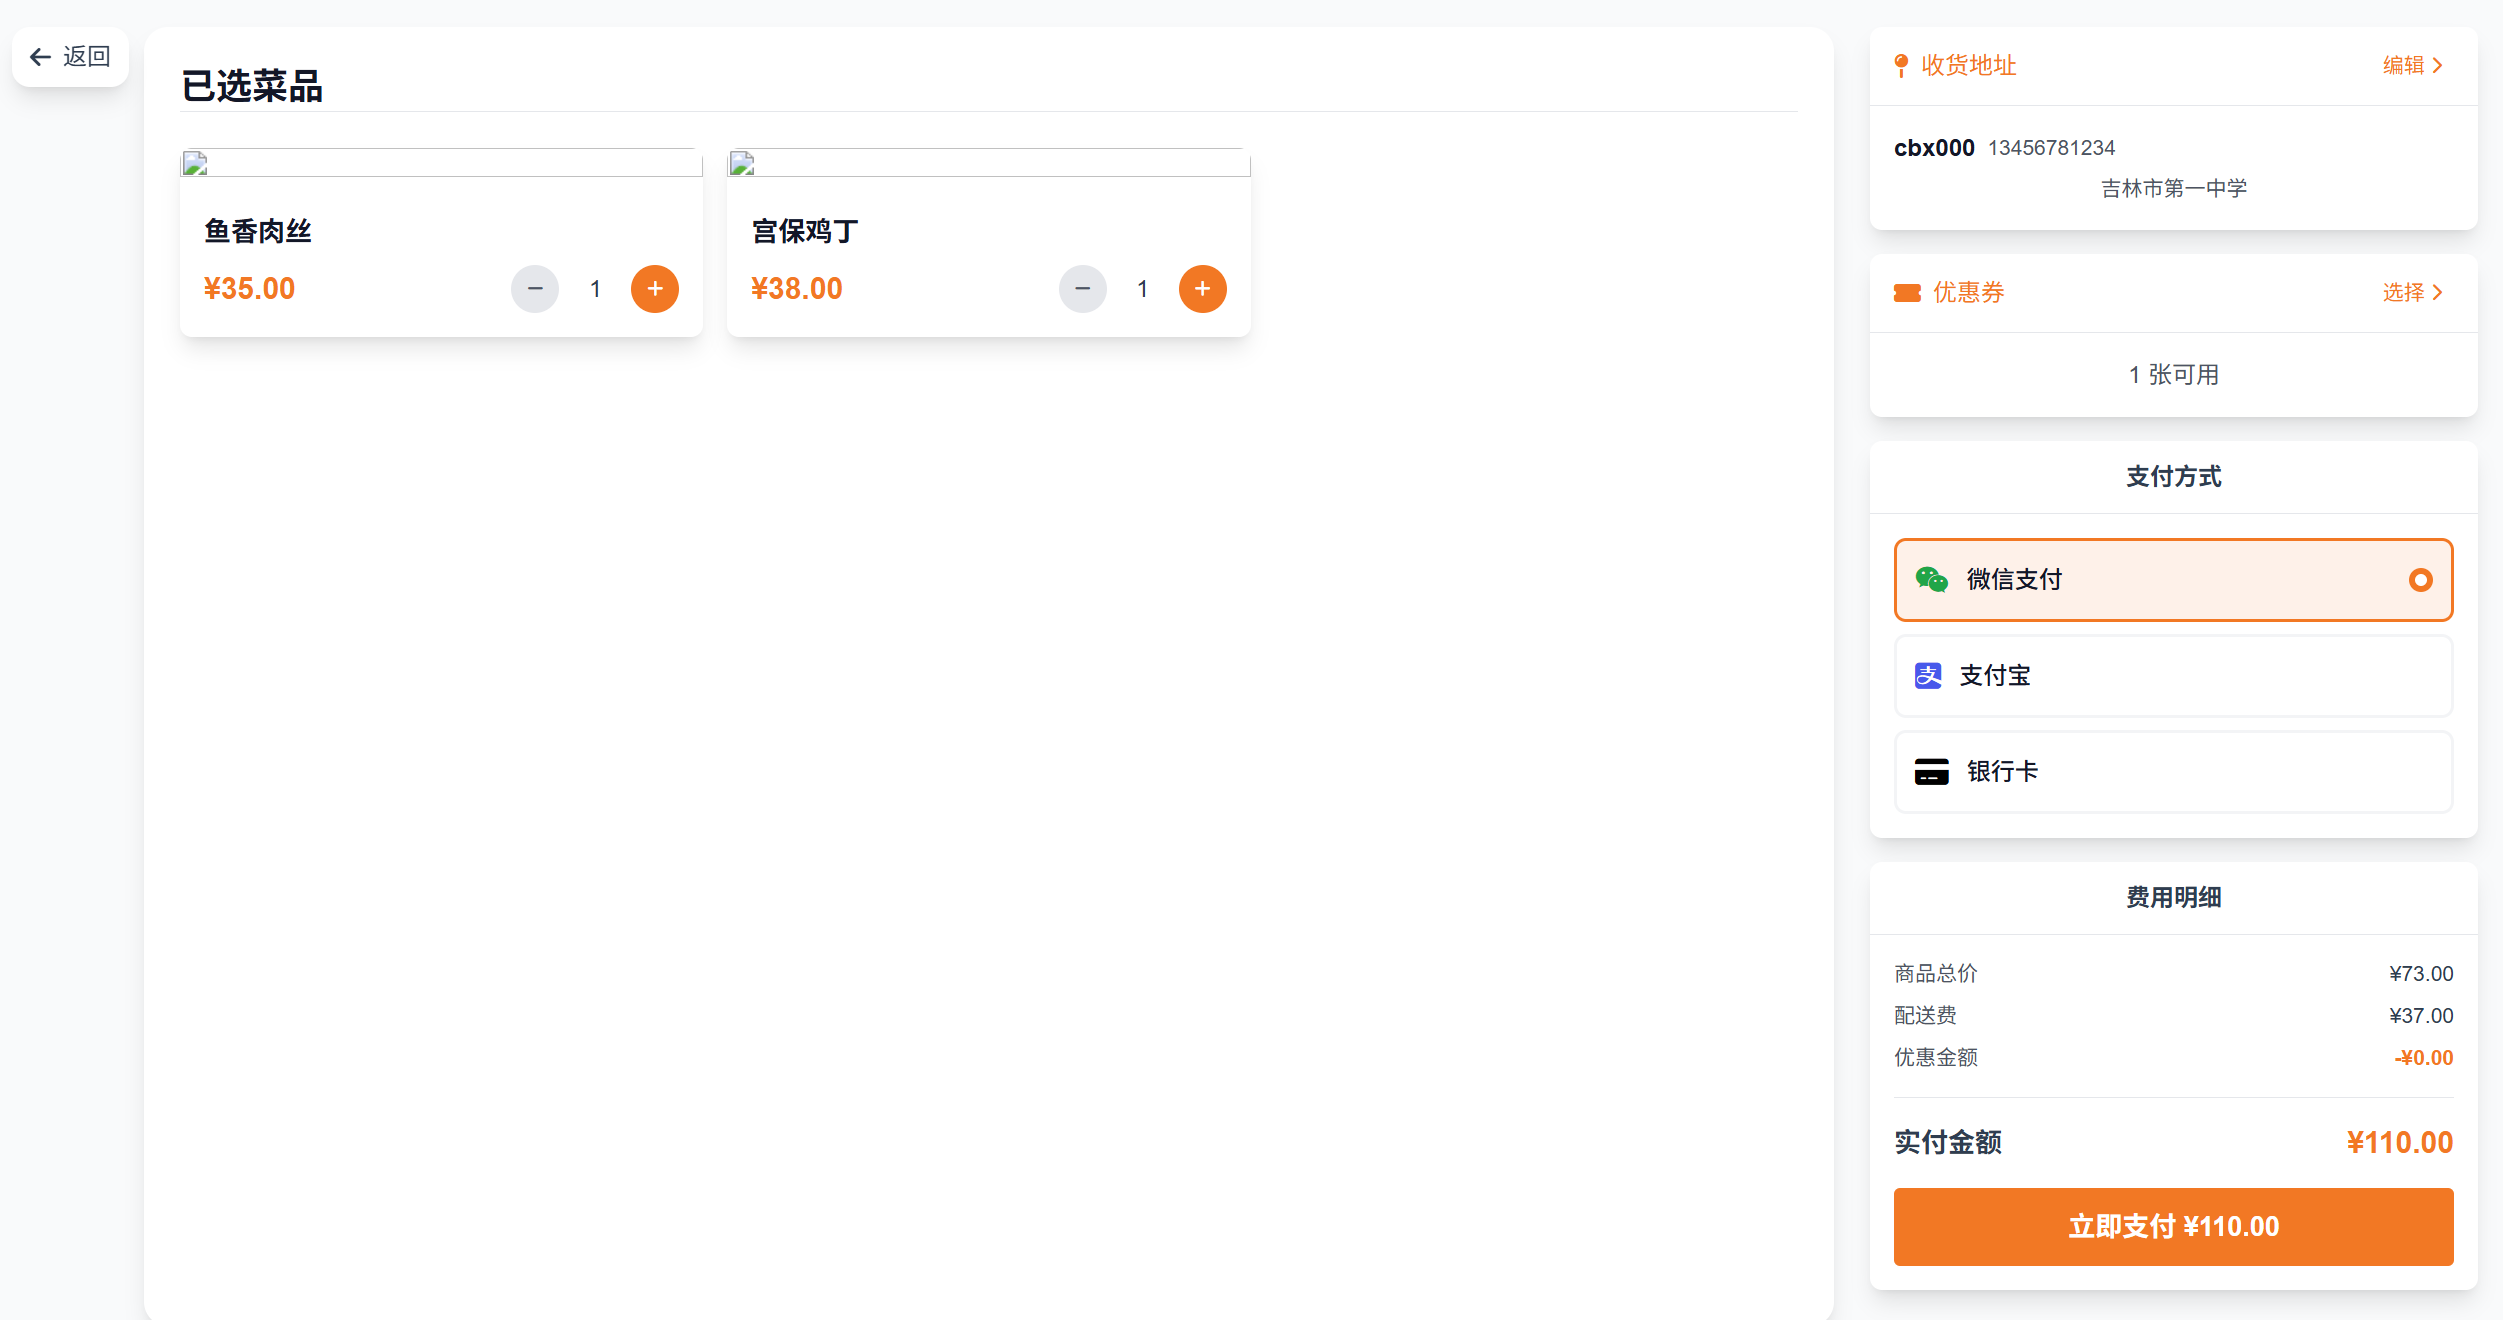 返回
已选菜品
鱼香肉丝
¥35.00
1
宫保鸡丁
¥38.00
1
收货地址
编辑
cbx000 13456781234
吉林市第一中学
优惠券
选择
1 张可用
支付方式
微信支付
支付宝
银行卡
费用明细
商品总价 ¥73.00
配送费 ¥37.00
优惠金额 -¥0.00
实付金额 ¥110.00
立即支付 ¥110.00